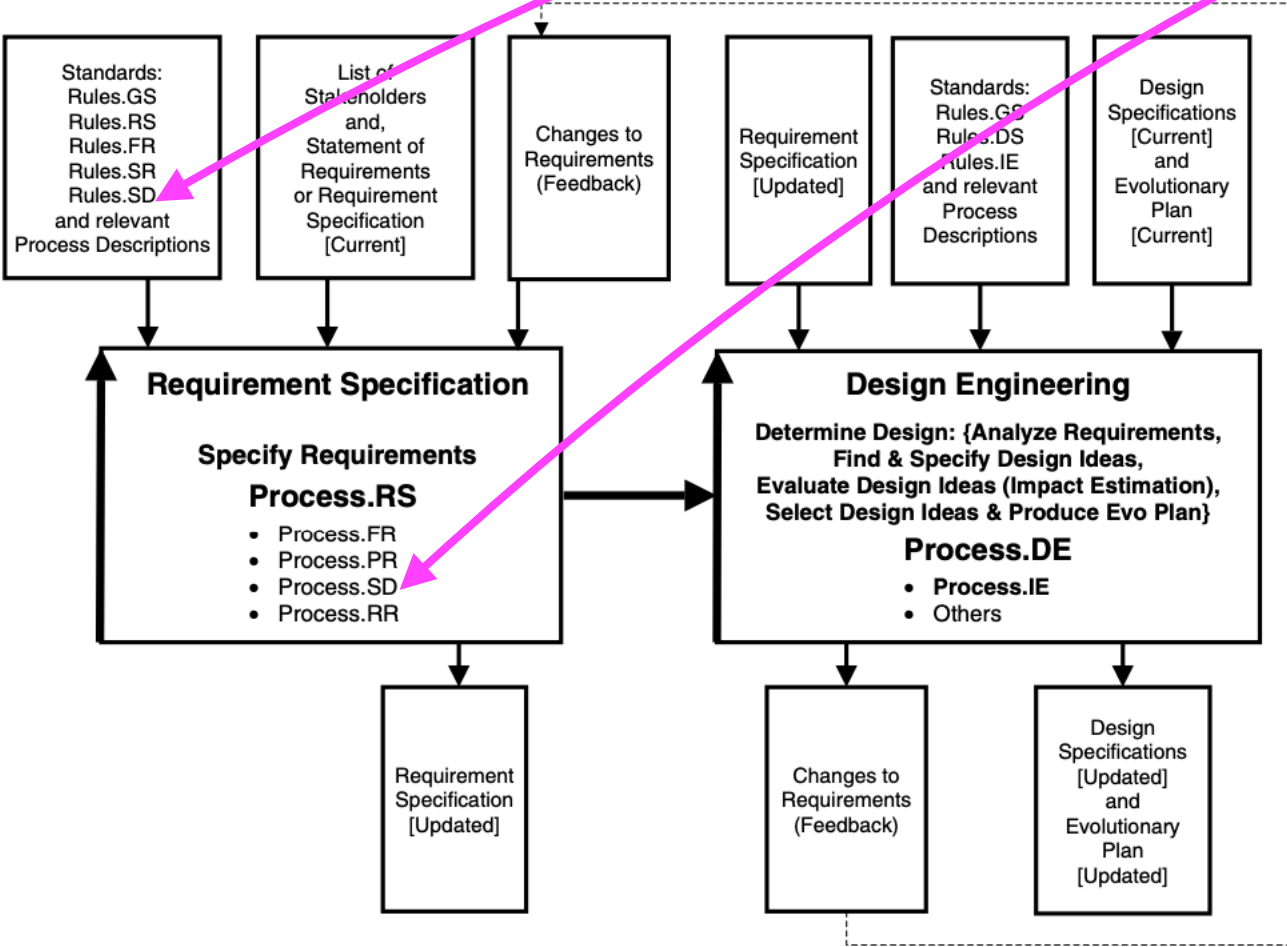 Standards:
Rules.GS
Rules.RS
Rules.FR
Rules.SR
Rules.SD
and relevant
Process Descriptions
List of
Stakeholders
and,
Statement of
Requirements
or Requirement
Specification
[Current]
Changes to
Requirements
(Feedback)
Requirement
Specification
[Updated]
Standards:
Rules.GS
Rules.DS
Rules.IE
and relevant
Process
Descriptions
Design
Specifications
[Current]
and
Evolutionary
Plan
[Current]
Requirement Specification
Specify Requirements
Process.RS
• Process.FR
• Process.PR
• Process.SD
• Process.RR
Design Engineering
Determine Design: {Analyze Requirements,
Find & Specify Design Ideas,
Evaluate Design Ideas (Impact Estimation),
Select Design Ideas & Produce Evo Plan}
Process.DE
• Process.IE
• Others
Requirement
Specification
[Updated]
Changes to
Requirements
(Feedback)
Design
Specifications
[Updated]
and
Evolutionary
Plan
[Updated]